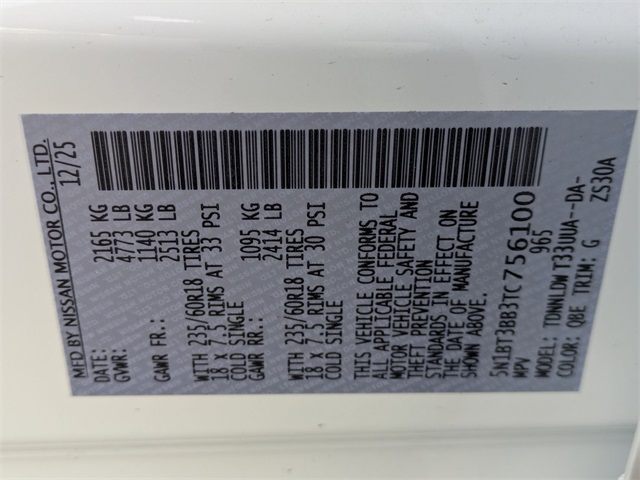 MFD BY NISSAN MOTOR CO., LTD.
DATE: 12/25
GVWR: 2165 KG
4773 LB
GAWR FR.: 1140 KG
2513 LB
WITH 235/60R18 TIRES
18 x 7.5 RIMS AT 33 PSI
COLD SINGLE
GAWR RR.: 1095 KG
2414 LB
WITH 235/60R18 TIRES
18 x 7.5 RIMS AT 30 PSI
COLD SINGLE
THIS VEHICLE CONFORMS TO
ALL APPLICABLE FEDERAL
MOTOR VEHICLE SAFETY AND
THEFT PREVENTION
STANDARDS IN EFFECT ON
THE DATE OF MANUFACTURE
SHOWN ABOVE.
5N1BT3BB3TC756100
MPV 965
MODEL: TDNNLDW T33UUA--DA-
COLOR: QBE TRIM: G ZS30A